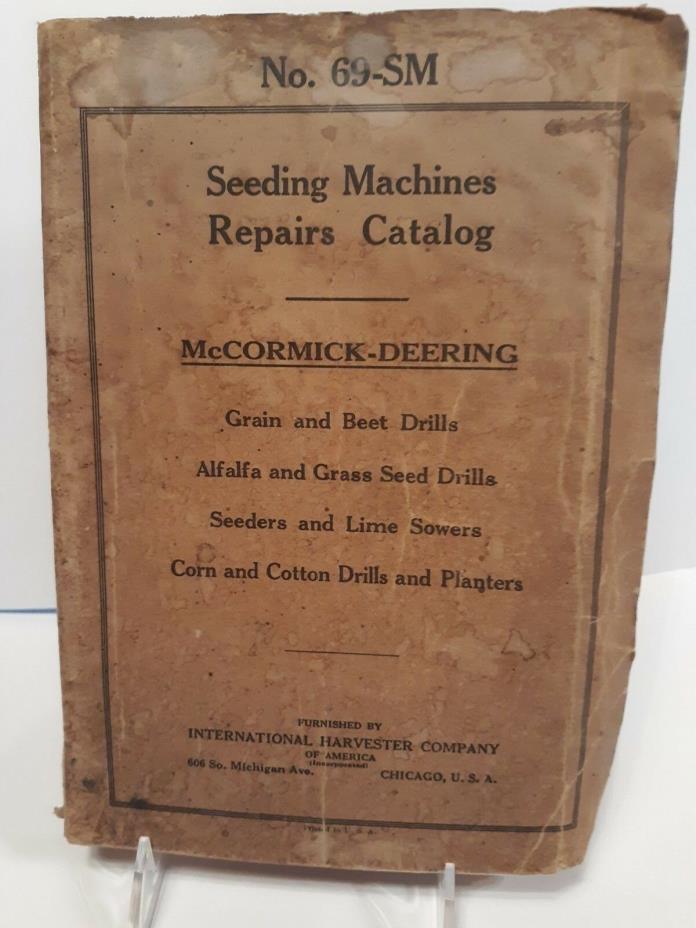 No. 69-SM
Seeding Machines
Repairs Catalog
McCORMICK-DEERING
Grain and Beet Drills
Alfalfa and Grass Seed Drills
Seeders and Lime Sowers
Corn and Cotton Drills and Planters
FURNISHED BY
INTERNATIONAL HARVESTER COMPANY
OF AMERICA
(Incorporated)
606 So. Michigan Ave. CHICAGO, U. S. A.
Printed in U. S. A.